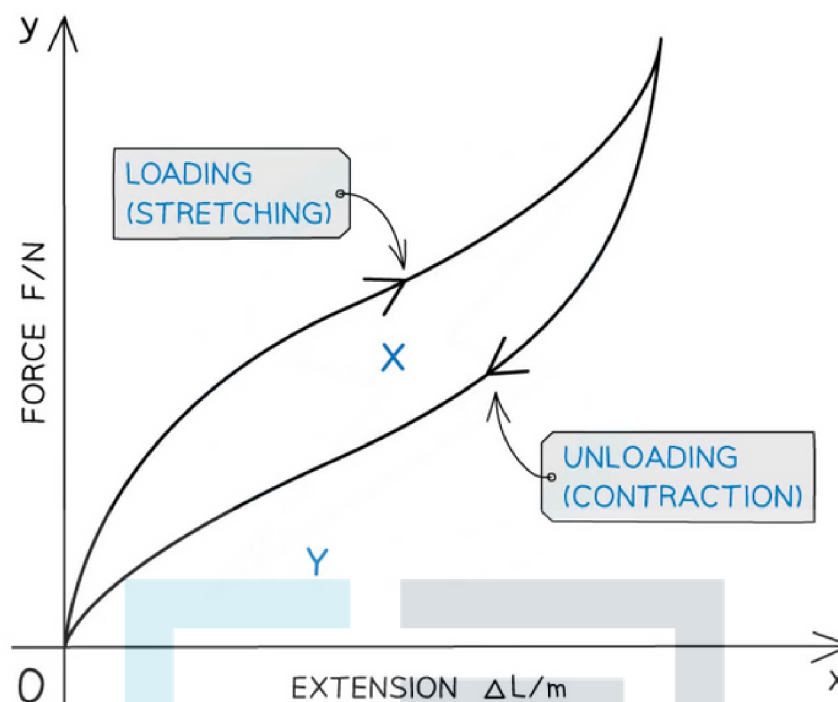 y
LOADING
(STRETCHING)
FORCE F/N
X
UNLOADING
(CONTRACTION)
Y
O
EXTENSION ΔL/m
x